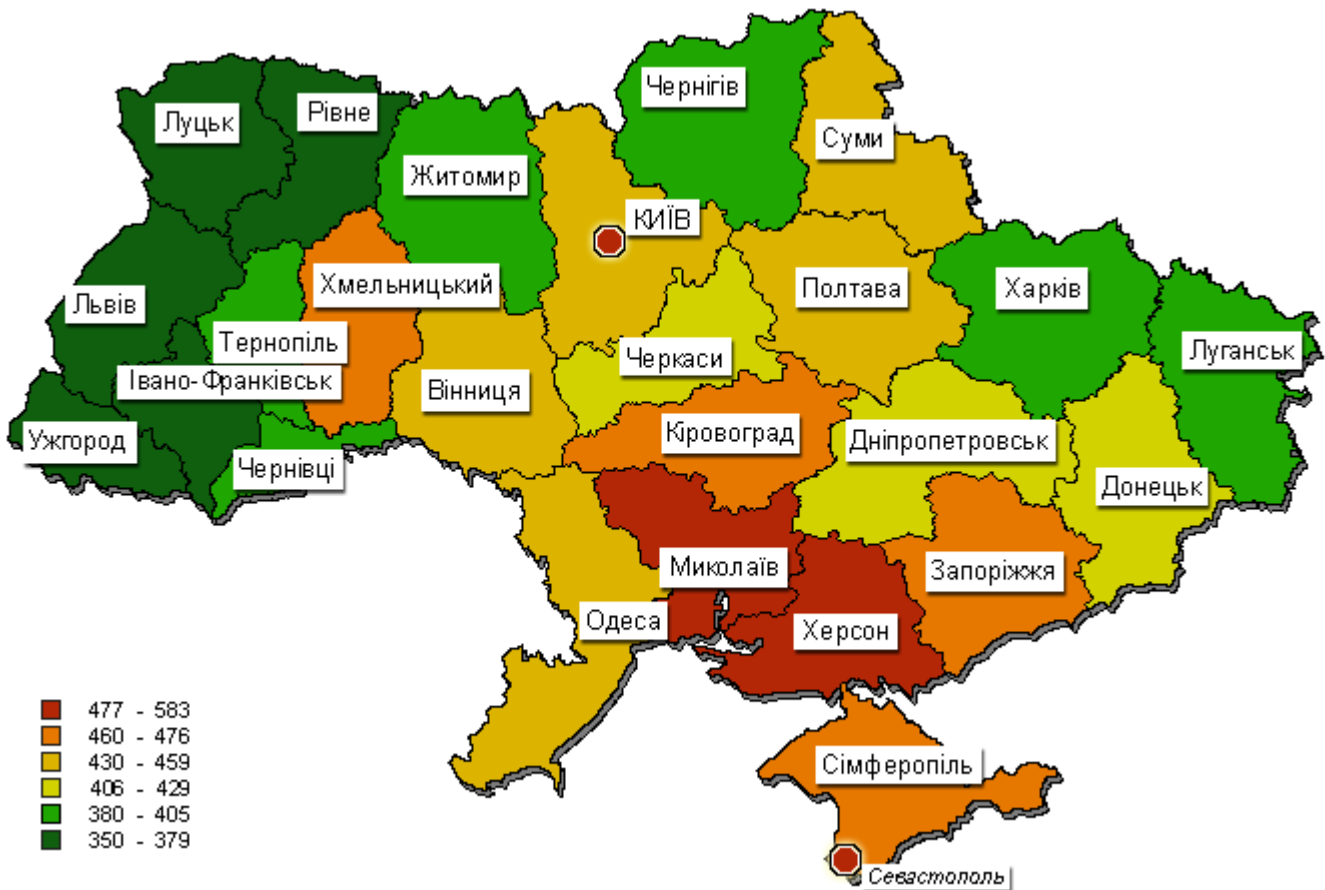 Чернігів
Луцьк
Рівне
Суми
Житомир
КИЇВ
Хмельницький
Полтава
Харків
Львів
Тернопіль
Черкаси
Луганськ
Івано-Франківськ
Вінниця
Ужгород
Кіровоград
Дніпропетровськ
Чернівці
Донецьк
Миколаїв
Запоріжжя
Одеса
Херсон
477 - 583
460 - 476
430 - 459
406 - 429
380 - 405
350 - 379
Сімферопіль
Севастополь